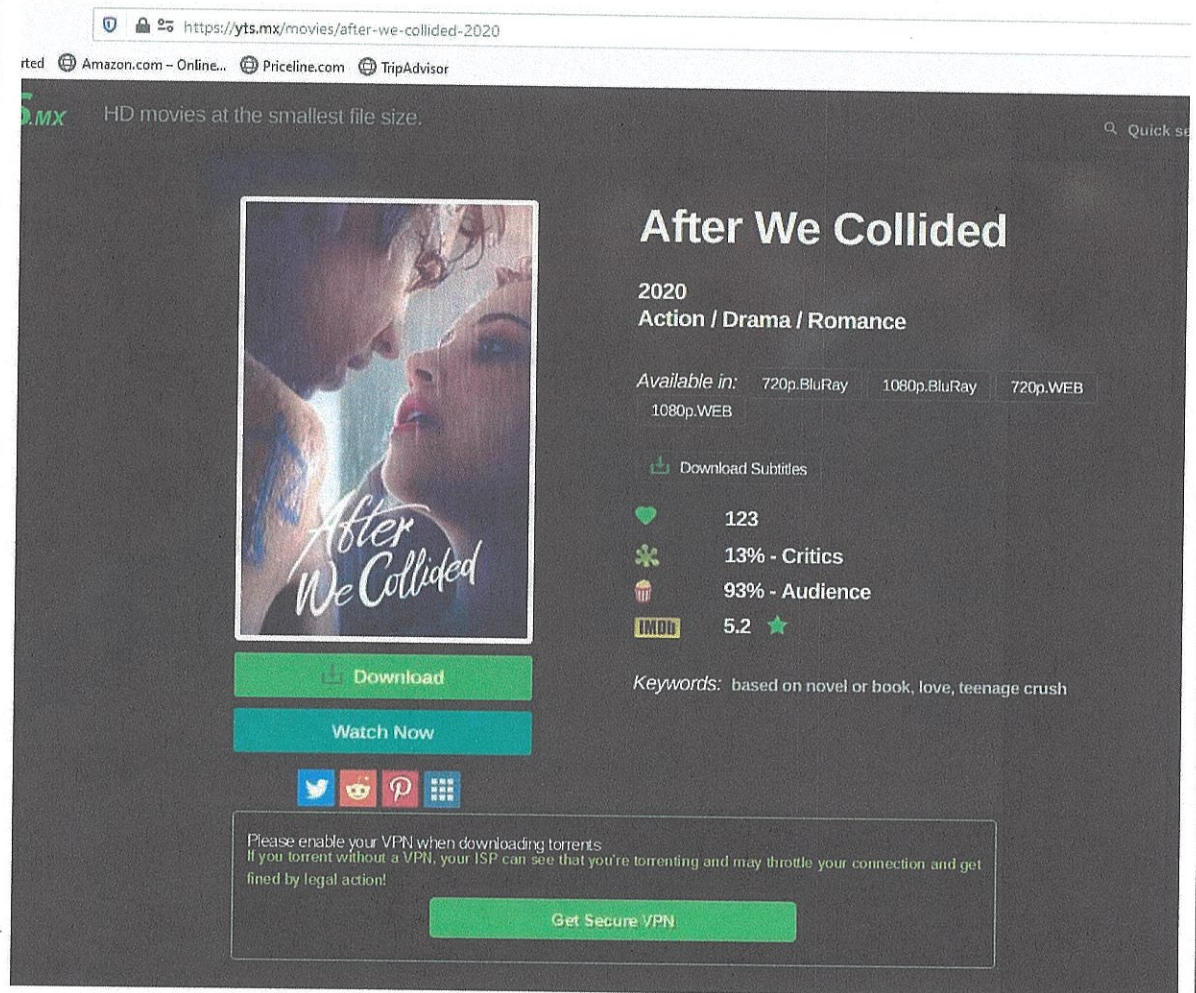 https://yts.mx/movies/after-we-collided-2020
rted Amazon.com – Online... Priceline.com TripAdvisor
S.MX HD movies at the smallest file size.
Quick se
After We Collided
2020
Action / Drama / Romance
Available in: 720p.BluRay 1080p.BluRay 720p.WEB
1080p.WEB
Download Subtitles
123
13% - Critics
93% - Audience
IMDb 5.2
Keywords: based on novel or book, love, teenage crush
After
We Collided
Download
Watch Now
Please enable your VPN when downloading torrents
If you torrent without a VPN, your ISP can see that you're torrenting and may throttle your connection and get
fined by legal action!
Get Secure VPN